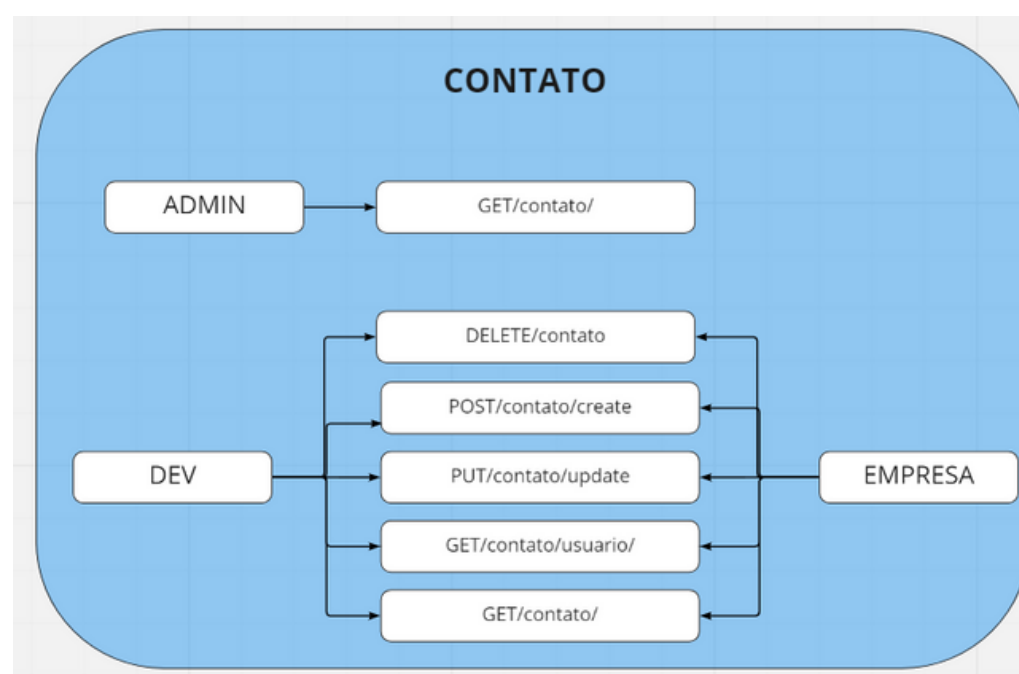 CONTATO
ADMIN
GET/contato/
DELETE/contato
POST/contato/create
DEV
PUT/contato/update
EMPRESA
GET/contato/usuario/
GET/contato/